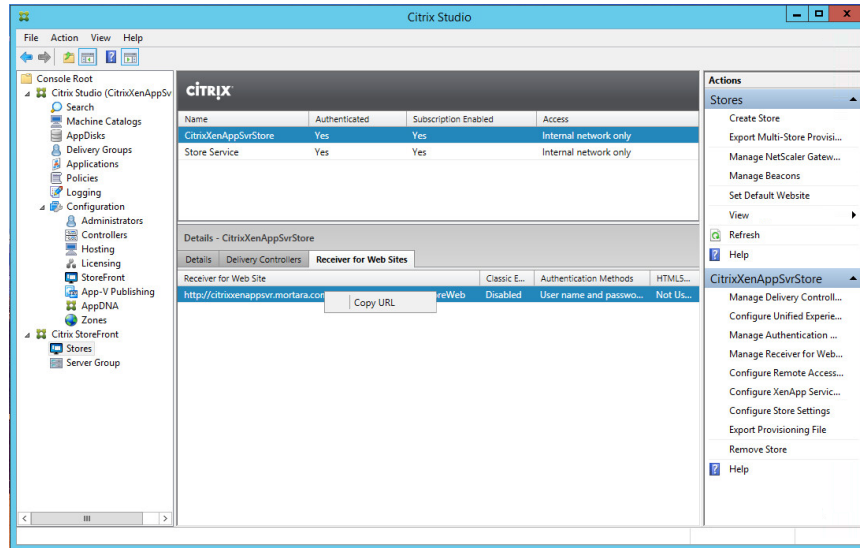 Citrix Studio
File Action View Help
Console Root
Citrix Studio (CitrixXenAppSv
Search
Machine Catalogs
AppDisks
Delivery Groups
Applications
Policies
Logging
Configuration
Administrators
Controllers
Hosting
Licensing
StoreFront
App-V Publishing
AppDNA
Zones
Citrix StoreFront
Stores
Server Group
CİTRIX
Name Authenticated Subscription Enabled Access
CitrixXenAppSvrStore Yes Yes Internal network only
Store Service Yes Yes Internal network only
Details - CitrixXenAppSvrStore
Details Delivery Controllers Receiver for Web Sites
Receiver for Web Site Classic E... Authentication Methods HTML5...
http://citrixxenappsvr.mortara.con reWeb Disabled User name and passwo... Not Us...
Copy URL
Actions
Stores
Create Store
Export Multi-Store Provisi...
Manage NetScaler Gatew...
Manage Beacons
Set Default Website
View
Refresh
Help
CitrixXenAppSvrStore
Manage Delivery Controll...
Configure Unified Experie...
Manage Authentication ...
Manage Receiver for Web...
Configure Remote Access...
Configure XenApp Servic...
Configure Store Settings
Export Provisioning File
Remove Store
Help